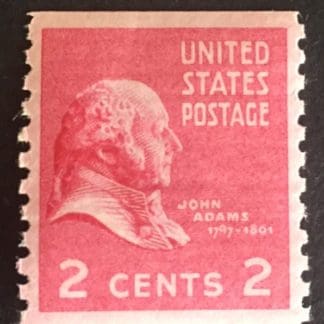 UNITED
STATES
POSTAGE
JOHN
ADAMS
1797-1801
2 CENTS 2